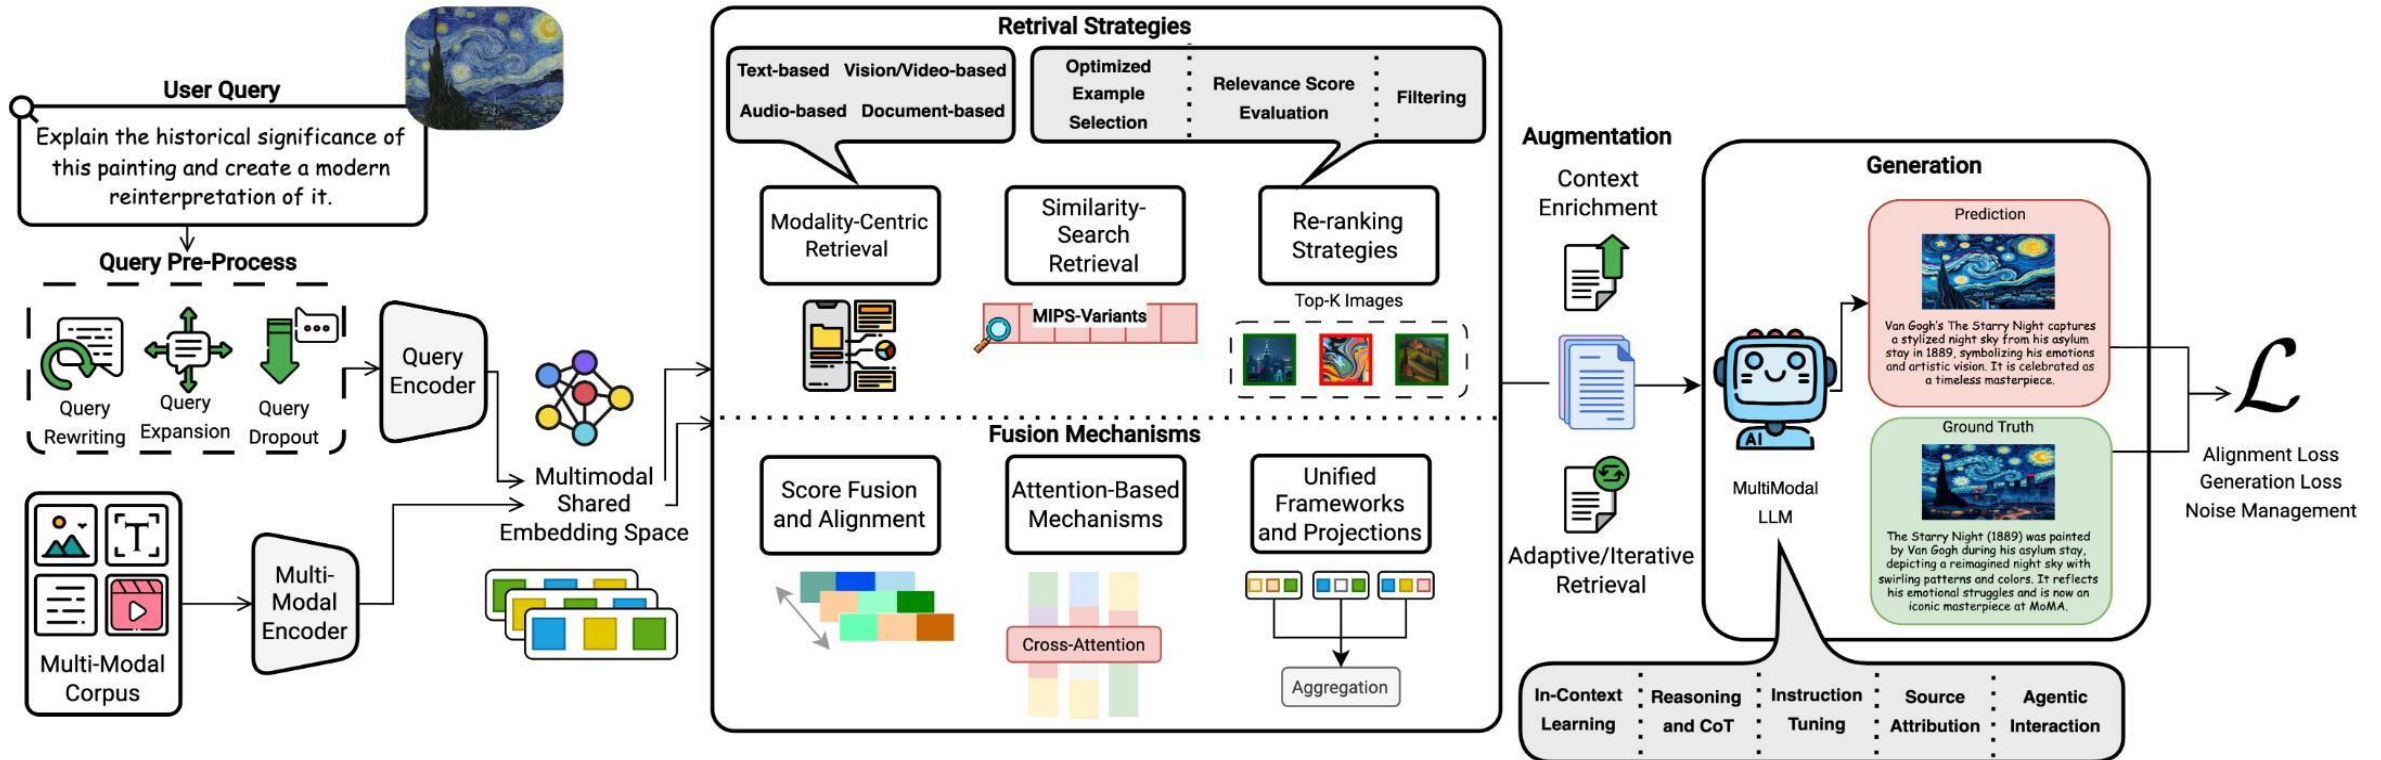 User Query
Explain the historical significance of
this painting and create a modern
reinterpretation of it.
Query Pre-Process
Query
Rewriting
Query
Expansion
Query
Dropout
Query
Encoder
Multi-Modal
Corpus
Multi-
Modal
Encoder
Multimodal
Shared
Embedding Space
Retrival Strategies
Text-based Vision/Video-based
Audio-based Document-based
Optimized
Example
Selection
Relevance Score
Evaluation
Filtering
Modality-Centric
Retrieval
Similarity-
Search
Retrieval
Re-ranking
Strategies
MIPS-Variants
Top-K Images
Fusion Mechanisms
Score Fusion
and Alignment
Attention-Based
Mechanisms
Unified
Frameworks
and Projections
Cross-Attention
Aggregation
Augmentation
Context
Enrichment
Adaptive/Iterative
Retrieval
Generation
AI
MultiModal
LLM
Prediction
Van Gogh's The Starry Night captures
a stylized night sky from his asylum
stay in 1889, symbolizing his emotions
and artistic vision. It is celebrated as
a timeless masterpiece.
Ground Truth
The Starry Night (1889) was painted
by Van Gogh during his asylum stay,
depicting a reimagined night sky with
swirling patterns and colors. It reflects
his emotional struggles and is now an
iconic masterpiece at MoMA.
In-Context
Learning
Reasoning
and CoT
Instruction
Tuning
Source
Attribution
Agentic
Interaction
ℒ
Alignment Loss
Generation Loss
Noise Management